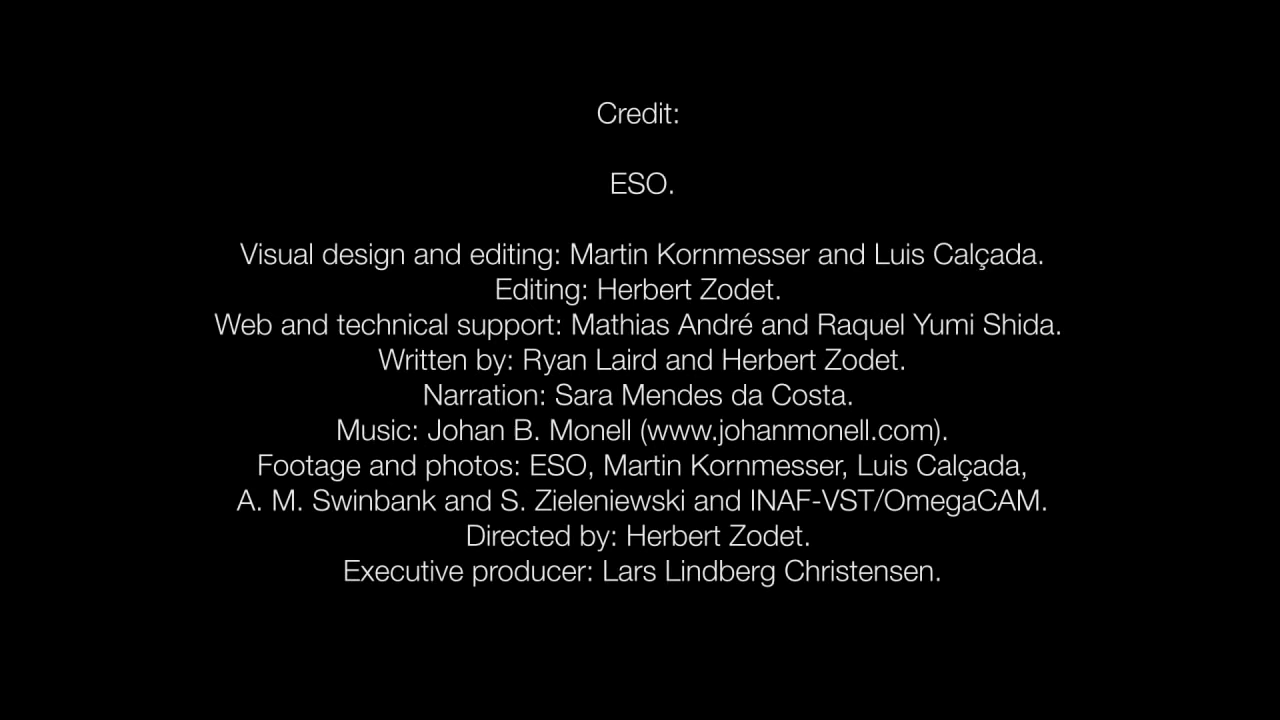 Credit:
ESO.
Visual design and editing: Martin Kornmesser and Luis Calçada.
Editing: Herbert Zodet.
Web and technical support: Mathias André and Raquel Yumi Shida.
Written by: Ryan Laird and Herbert Zodet.
Narration: Sara Mendes da Costa.
Music: Johan B. Monell (www.johanmonell.com).
Footage and photos: ESO, Martin Kornmesser, Luis Calçada,
A. M. Swinbank and S. Zieleniewski and INAF-VST/OmegaCAM.
Directed by: Herbert Zodet.
Executive producer: Lars Lindberg Christensen.